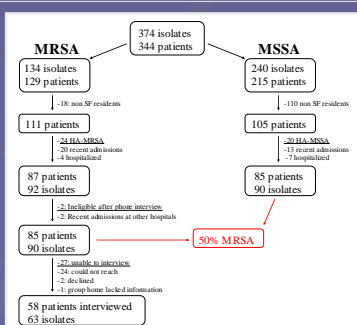 374 isolates
344 patients
MRSA
MSSA
134 isolates
129 patients
240 isolates
215 patients
-18: non SF residents
-110 non SF residents
111 patients
105 patients
-24 HA-MRSA
-20 recent admissions
-4 hospitalized
-20 HA-MSSA
-13 recent admissions
-7 hospitalized
87 patients
92 isolates
85 patients
90 isolates
-2: Ineligible after phone interview
-2: Recent admissions at other hospitals
85 patients
90 isolates
50% MRSA
-27: unable to interview
-24: could not reach
-2: declined
-1: group home lacked information
58 patients interviewed
63 isolates